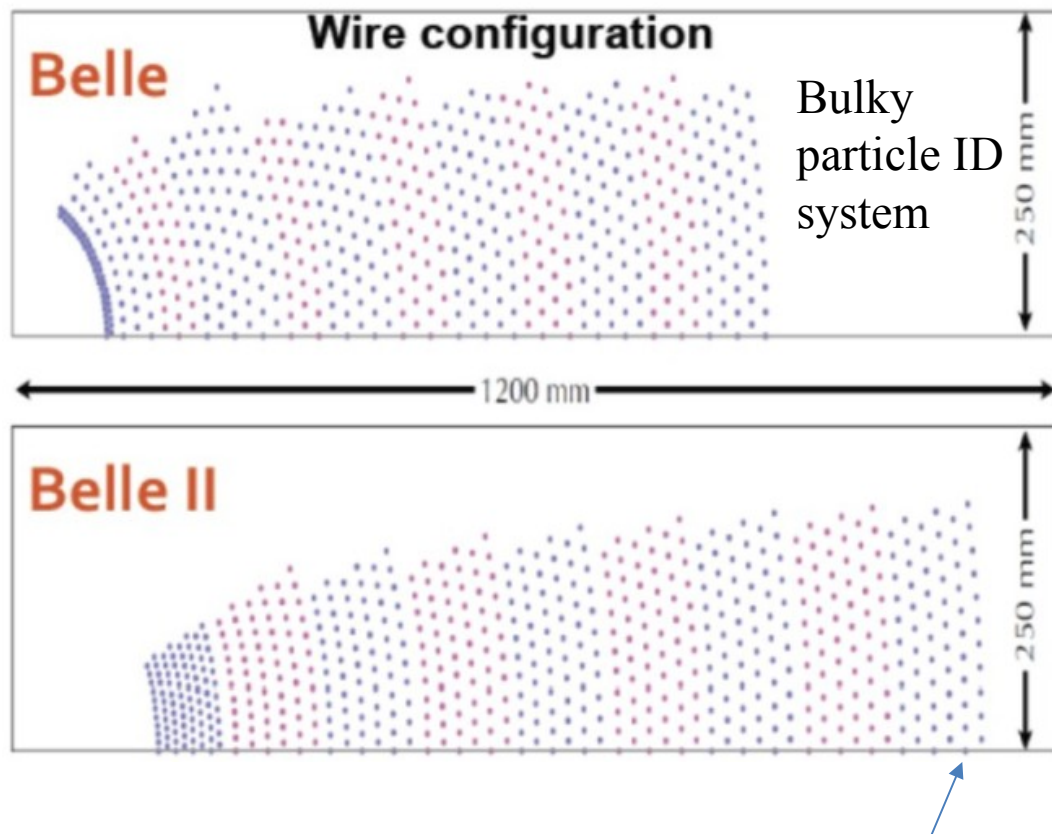 Wire configuration
Belle
Bulky
particle ID
system
250 mm
1200 mm
Belle II
250 mm